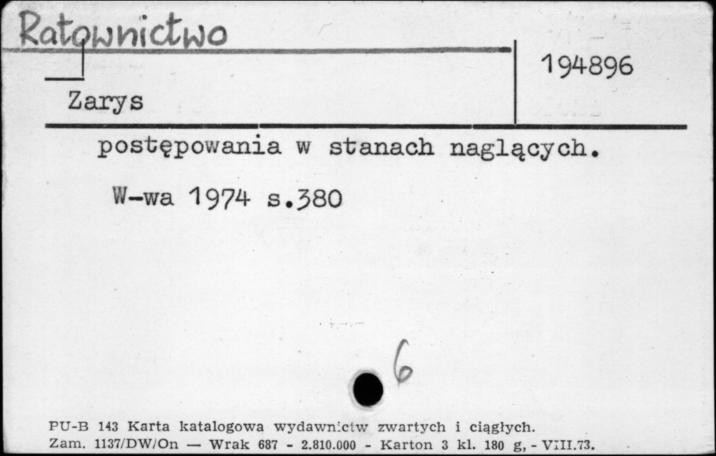 Ratownictwo
194896
Zarys
postępowania w stanach naglących.
W-wa 1974 s.380
6
PU-B 143 Karta katalogowa wydawnictw zwartych i ciągłych.
Zam. 1137/DW/On — Wrak 687 - 2.810.000 - Karton 3 kl. 180 g, - VIII.73.